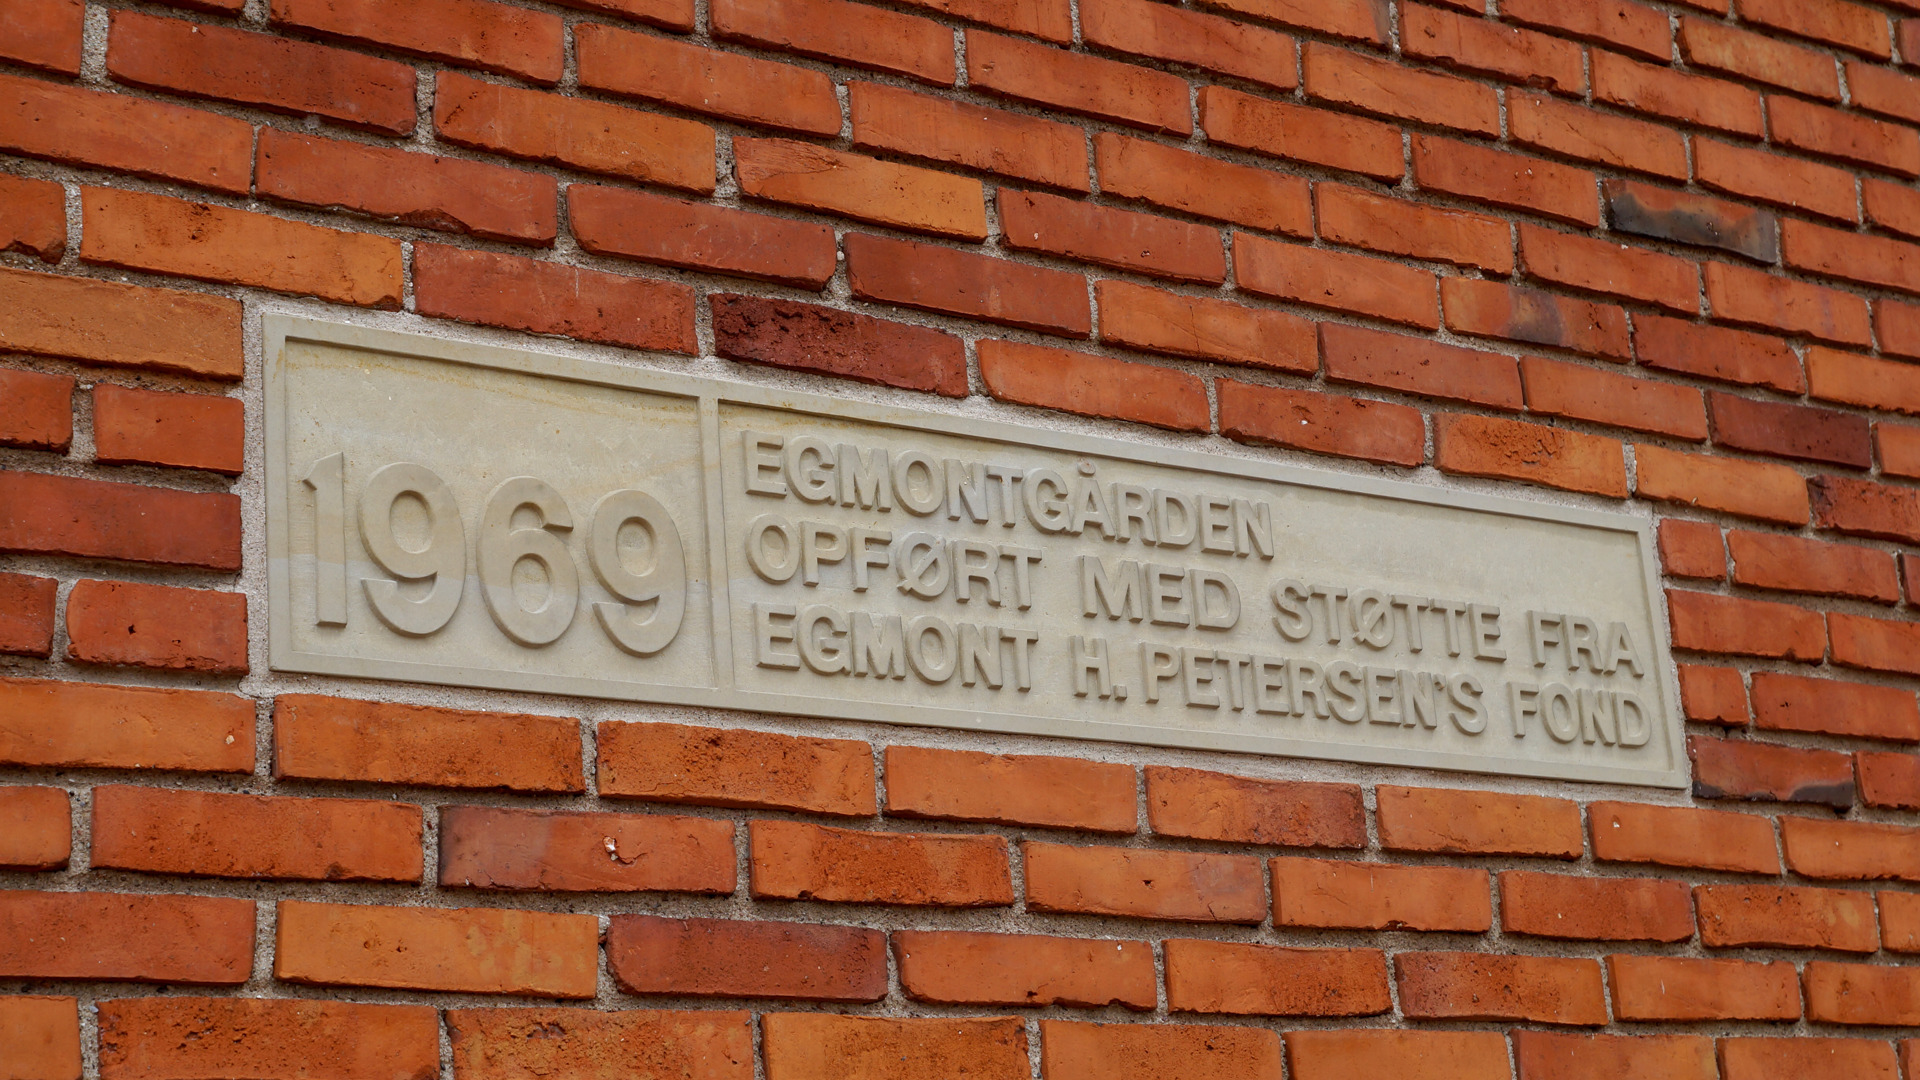 1969
EGMONTGÅRDEN
OPFØRT MED STØTTE FRA
EGMONT H. PETERSEN'S FOND